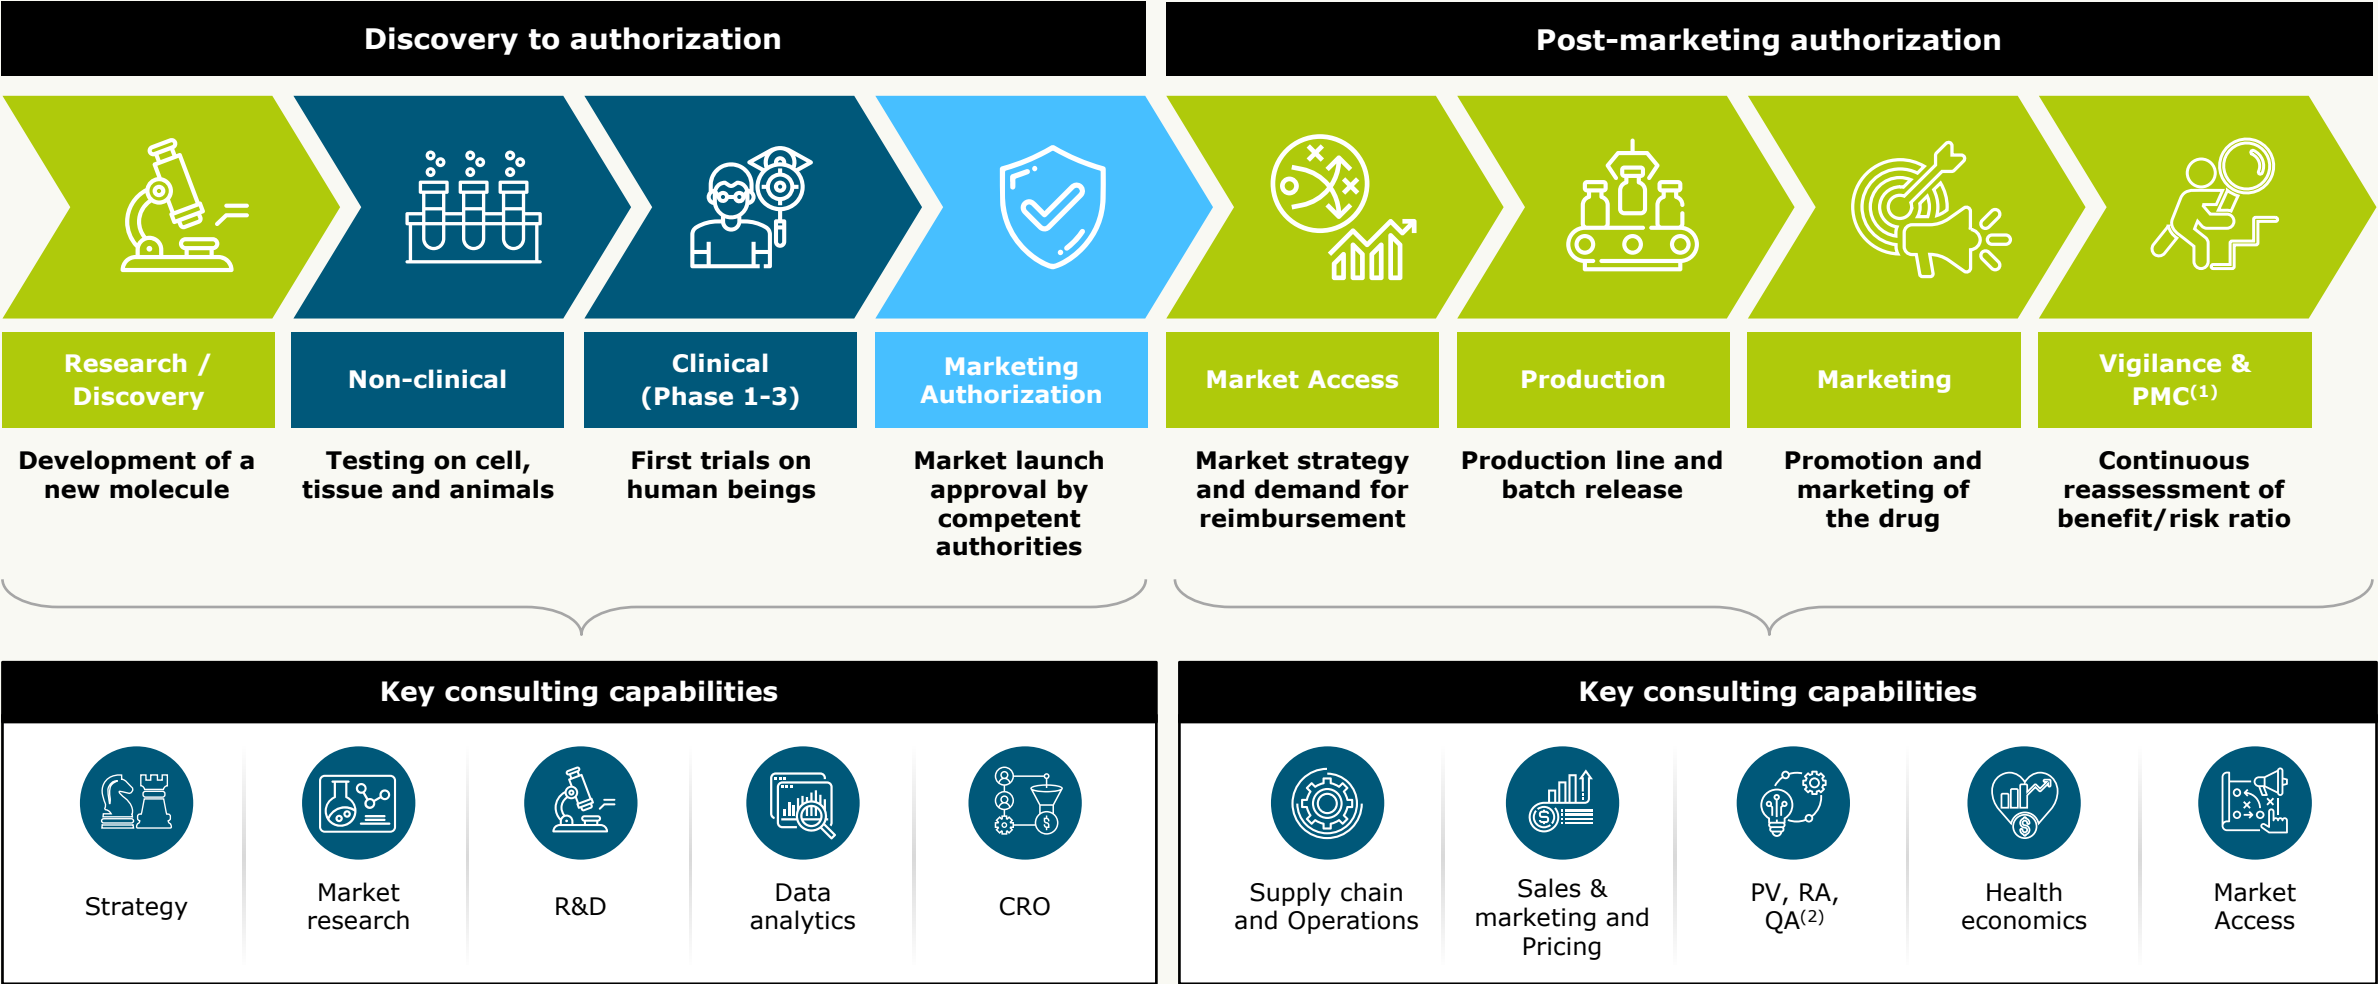 Discovery to authorization
Post-marketing authorization
Research /
Discovery
Non-clinical
Clinical
(Phase 1-3)
Marketing
Authorization
Market Access
Production
Marketing
Vigilance &
PMC(1)
Development of a
new molecule
Testing on cell,
tissue and animals
First trials on
human beings
Market launch
approval by
competent
authorities
Market strategy
and demand for
reimbursement
Production line and
batch release
Promotion and
marketing of
the drug
Continuous
reassessment of
benefit/risk ratio
Key consulting capabilities
Strategy
Market
research
R&D
Data
analytics
CRO
Key consulting capabilities
Supply chain
and Operations
Sales &
marketing and
Pricing
PV, RA,
QA(2)
Health
economics
Market
Access